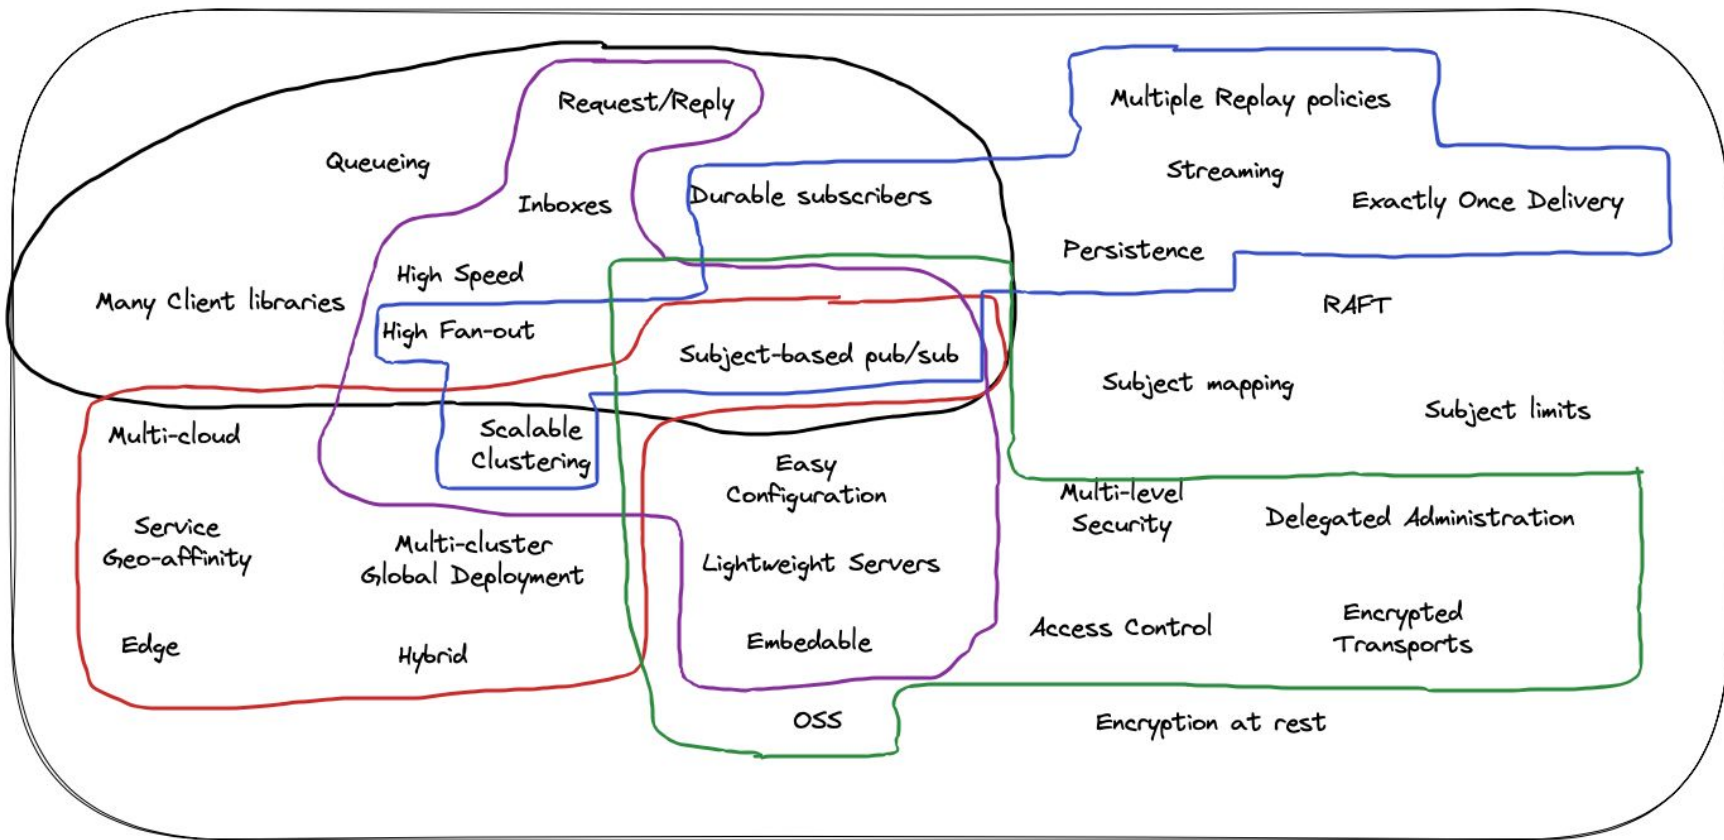 Request/Reply
Multiple Replay policies
Queueing
Streaming
Inboxes
Durable subscribers
Exactly Once Delivery
Persistence
High Speed
Many Client libraries
RAFT
High Fan-out
Subject-based pub/sub
Subject mapping
Subject limits
Multi-cloud
Scalable
Clustering
Easy
Configuration
Multi-level
Security
Delegated Administration
Service
Geo-affinity
Multi-cluster
Global Deployment
Lightweight Servers
Access Control
Encrypted
Transports
Edge
Hybrid
Embedable
OSS
Encryption at rest